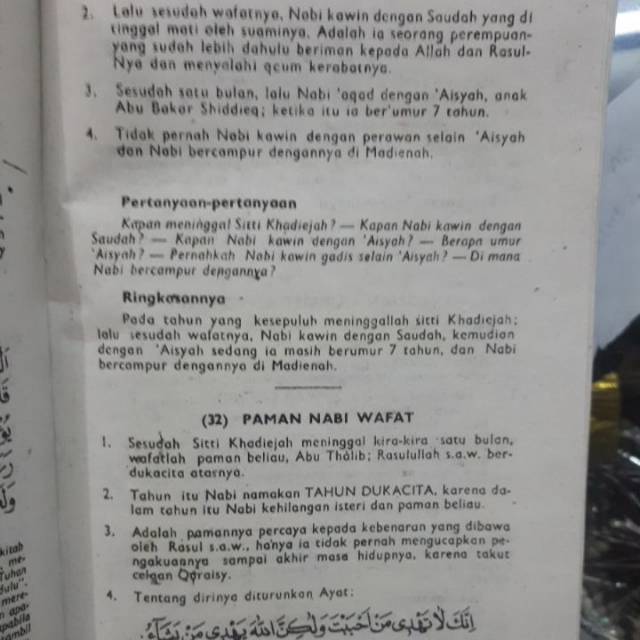 2. Lalu sesudah wafatnya, Nabi kawin dengan Saudah yang di
tinggal mati oleh suaminya. Adalah ia seorang perempuan-
yang sudah lebih dahulu beriman kepada Allah dan Rasul-
Nya dan menyalahi qaum kerabatnya.
3. Sesudah satu bulan, lalu Nabi 'aqad dengan 'Aisyah, anak
Abu Bakar Shiddieq; ketika itu ia ber'umur 7 tahun.
4. Tidak pernah Nabi kawin dengan perawan selain 'Aisyah
dan Nabi bercampur dengannya di Madienah.
Pertanyaan-pertanyaan
Kapan meninggal Sitti Khadiejah? — Kapan Nabi kawin dengan
Saudah? — Kapan Nabi kawin dengan 'Aisyah? — Berapa umur
'Aisyah? — Pernahkah Nabi kawin gadis selain 'Aisyah? — Di mana
Nabi bercampur dengannya?
Ringkasannya
Pada tahun yang kesepuluh meninggallah sitti Khadiejah;
lalu sesudah wafatnya, Nabi kawin dengan Saudah, kemudian
dengan 'Aisyah sedang ia masih berumur 7 tahun, dan Nabi
bercampur dengannya di Madienah.
(32) PAMAN NABI WAFAT
1. Sesudah Sitti Khadiejah meninggal kira-kira satu bulan,
wafatlah paman beliau, Abu Thalib; Rasulullah s.a.w. ber-
dukacita atasnya.
2. Tahun itu Nabi namakan TAHUN DUKACITA, karena da-
lam tahun itu Nabi kehilangan isteri dan paman beliau.
3. Adalah pamannya percaya kepada kebenaran yang dibawa
oleh Rasul s.a.w., hanya ia tidak pernah mengucapkan pe-
ngakuannya sampai akhir masa hidupnya, karena takut
celaan Qoraisy.
4. Tentang dirinya diturunkan Ayat:
اِنَّكَ لَا تَهْدِى مَنْ اَحْبَبْتَ وَلٰكِنَّ اللّٰهَ يَهْدِى مَنْ يَشَآءُ